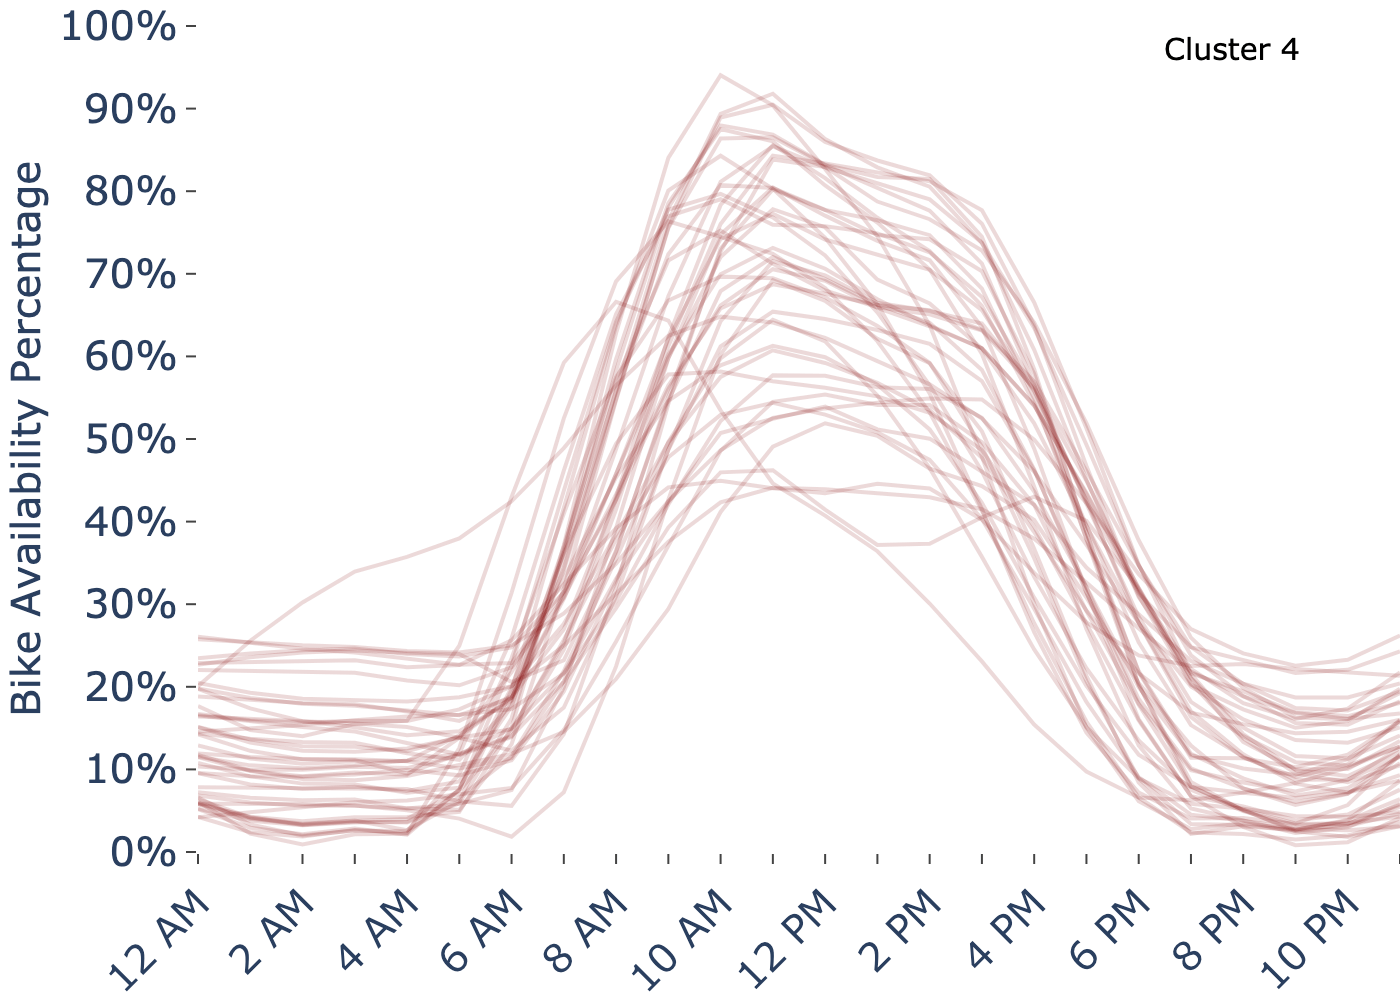 Cluster 4
Bike Availability Percentage
100%
90%
80%
70%
60%
50%
40%
30%
20%
10%
0%
12 AM
2 AM
4 AM
6 AM
8 AM
10 AM
12 PM
2 PM
4 PM
6 PM
8 PM
10 PM